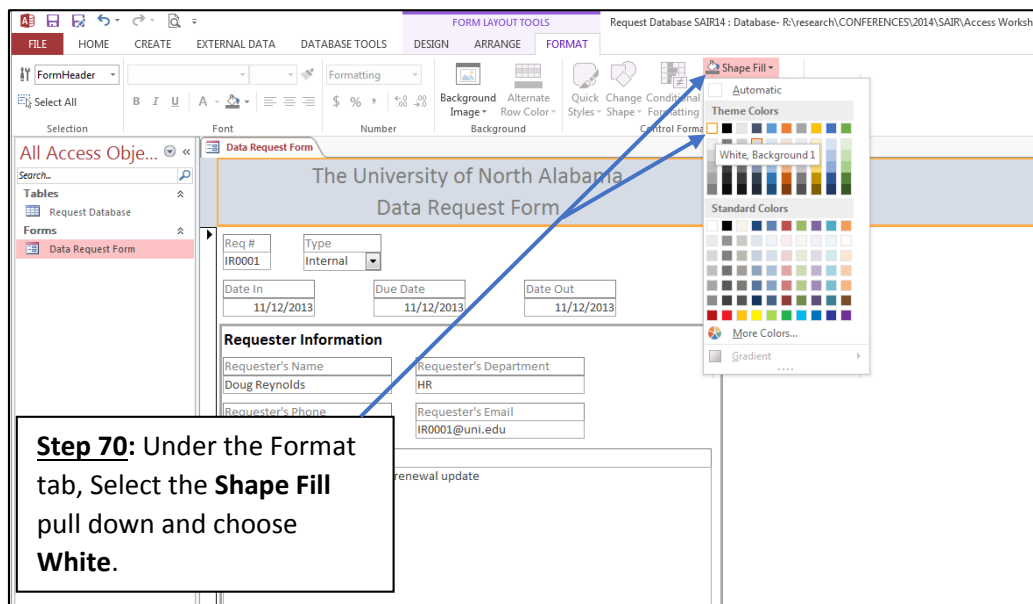 FORM LAYOUT TOOLS
Request Database SAIR14 : Database- R:\research\CONFERENCES\2014\SAIR\Access Worksh
FILE HOME CREATE EXTERNAL DATA DATABASE TOOLS DESIGN ARRANGE FORMAT
FormHeader
Formatting
Shape Fill
Select All
B I U A
$ % ,
Background Image
Alternate Row Color
Quick Styles
Change Shape
Conditional Formatting
Selection Font Number Background Control Forma
Automatic
Theme Colors
White, Background 1
Standard Colors
More Colors...
Gradient
All Access Obje...
Search...
Tables
Request Database
Forms
Data Request Form
Data Request Form
The University of North Alabama
Data Request Form
Req # Type
IR0001 Internal
Date In Due Date Date Out
11/12/2013 11/12/2013 11/12/2013
Requester Information
Requester's Name Requester's Department
Doug Reynolds HR
Requester's Phone Requester's Email
IR0001@uni.edu
renewal update
Step 70: Under the Format
tab, Select the Shape Fill
pull down and choose
White.